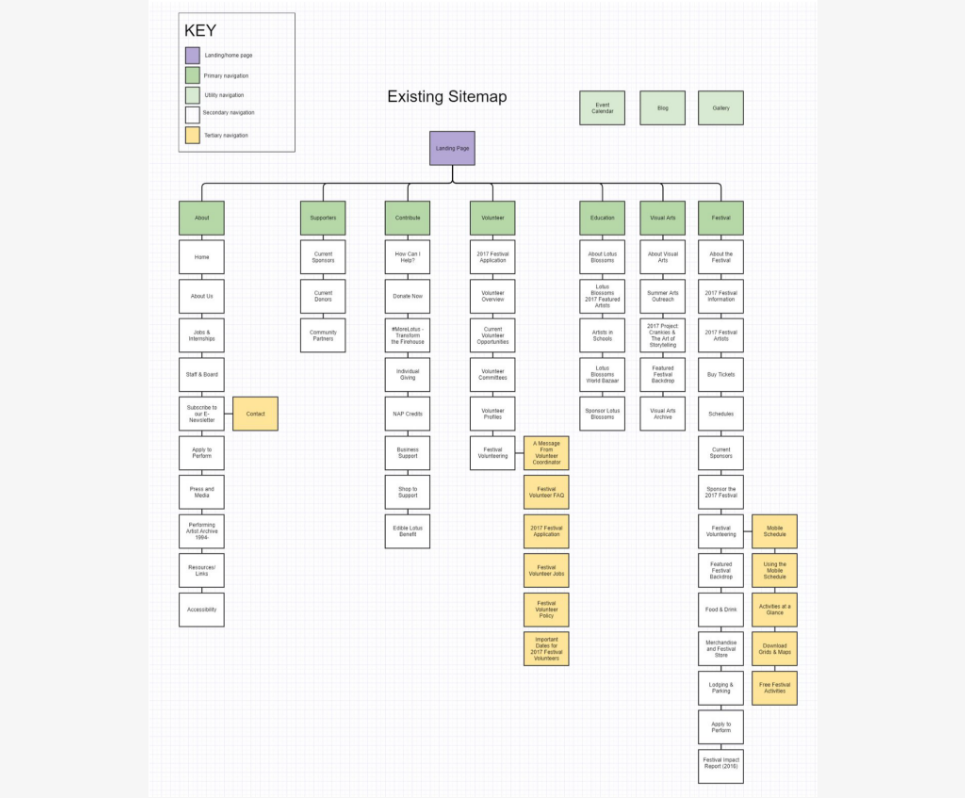 KEY
Landing/home page
Primary navigation
Utility navigation
Secondary navigation
Tertiary navigation
Existing Sitemap
Event
Calendar
Blog
Gallery
Landing Page
About
Home
About Us
Jobs &
Internships
Staff & Board
Subscribe to
our E-
Newsletter
Contact
Apply to
Perform
Press and
Media
Performing
Artist Archive
1994-
Resources/
Links
Accessibility
Supporters
Current
Sponsors
Current
Donors
Community
Partners
Contribute
How Can I
Help?
Donate Now
#MoreLotus -
Transform
the Firehouse
Individual
Giving
NAP Credits
Business
Support
Shop to
Support
Edible Lotus
Benefit
Volunteer
2017 Festival
Application
Volunteer
Overview
Current
Volunteer
Opportunities
Volunteer
Committees
Volunteer
Profiles
Festival
Volunteering
A Message
From
Volunteer
Coordinator
Festival
Volunteer FAQ
2017 Festival
Application
Festival
Volunteer Jobs
Festival
Volunteer
Policy
Important
Dates for
2017 Festival
Volunteers
Education
About Lotus
Blossoms
Lotus
Blossoms
2017 Featured
Artists
Artists in
Schools
Lotus
Blossoms
World Bazaar
Sponsor Lotus
Blossoms
Visual Arts
About Visual
Arts
Summer Arts
Outreach
2017 Project
Crankies &
The Art of
Storytelling
Featured
Festival
Backdrop
Visual Arts
Archive
Festival
About the
Festival
2017 Festival
Information
2017 Festival
Artists
Buy Tickets
Schedules
Current
Sponsors
Sponsor the
2017 Festival
Festival
Volunteering
Featured
Festival
Backdrop
Food & Drink
Merchandise
and Festival
Store
Lodging &
Parking
Apply to
Perform
Festival Impact
Report (2016)
Mobile
Schedule
Using the
Mobile
Schedule
Activities at a
Glance
Download
Grids & Maps
Free Festival
Activities